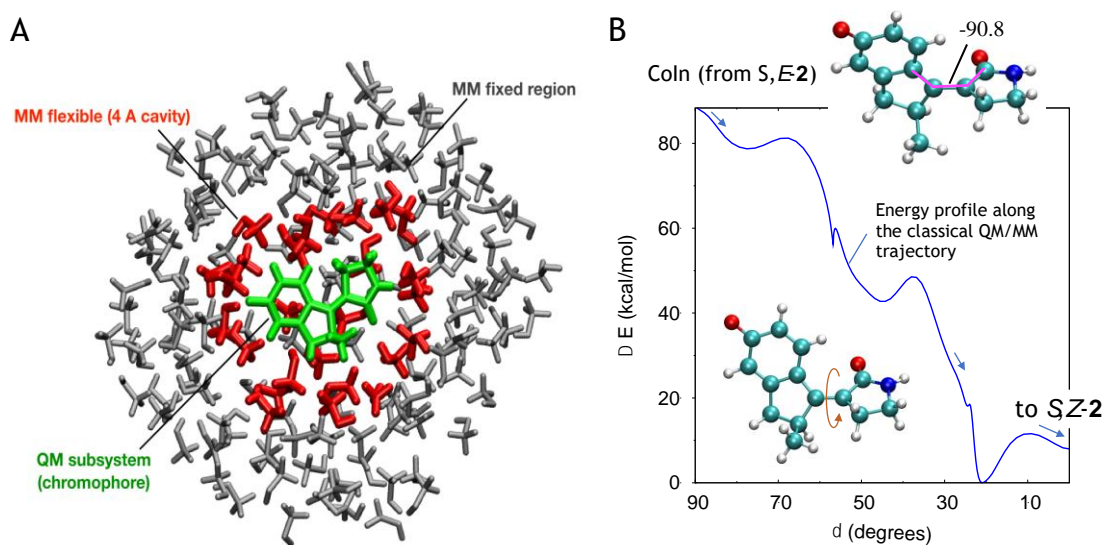 A
MM flexible (4 A cavity)
MM fixed region
QM subsystem
(chromophore)
B
CoIn (from S,E-2)
-90.8
80
60
40
20
0
D E (kcal/mol)
Energy profile along
the classical QM/MM
trajectory
to S,Z-2
90
70
50
30
10
d (degrees)